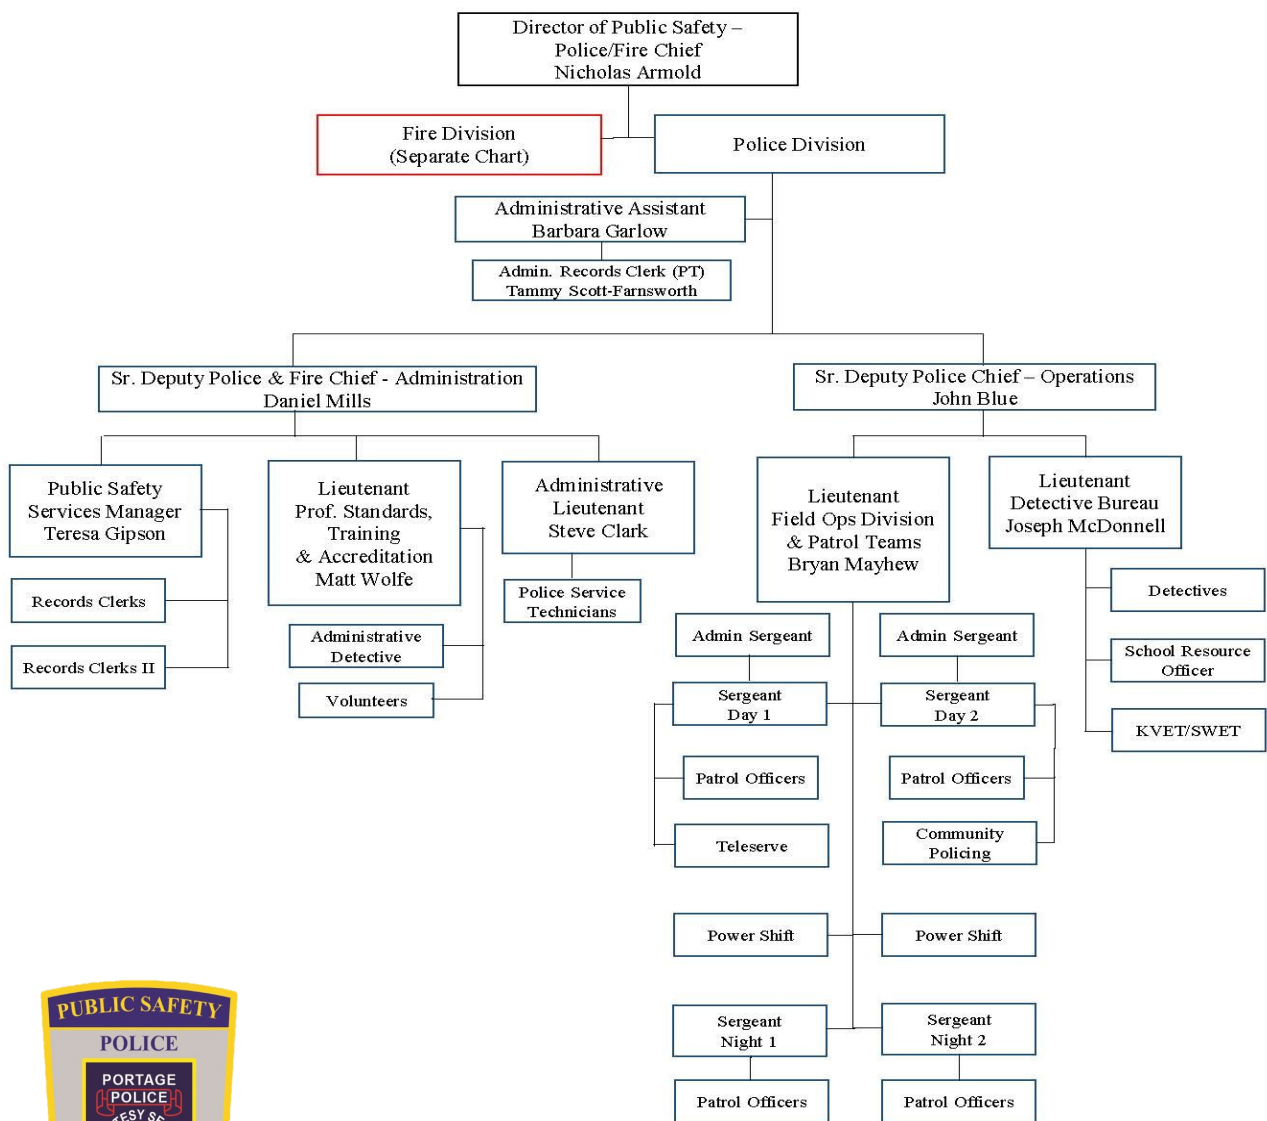 Director of Public Safety –
Police/Fire Chief
Nicholas Armold
Fire Division
(Separate Chart)
Police Division
Administrative Assistant
Barbara Garlow
Admin. Records Clerk (PT)
Tammy Scott-Farnsworth
Sr. Deputy Police & Fire Chief - Administration
Daniel Mills
Sr. Deputy Police Chief – Operations
John Blue
Public Safety
Services Manager
Teresa Gipson
Records Clerks
Records Clerks II
Lieutenant
Prof. Standards,
Training
& Accreditation
Matt Wolfe
Administrative
Detective
Volunteers
Administrative
Lieutenant
Steve Clark
Police Service
Technicians
Lieutenant
Field Ops Division
& Patrol Teams
Bryan Mayhew
Lieutenant
Detective Bureau
Joseph McDonnell
Detectives
School Resource
Officer
KVET/SWET
Admin Sergeant
Admin Sergeant
Sergeant
Day 1
Sergeant
Day 2
Patrol Officers
Patrol Officers
Teleserve
Community
Policing
Power Shift
Power Shift
Sergeant
Night 1
Sergeant
Night 2
Patrol Officers
Patrol Officers
PUBLIC SAFETY
POLICE
PORTAGE
POLICE